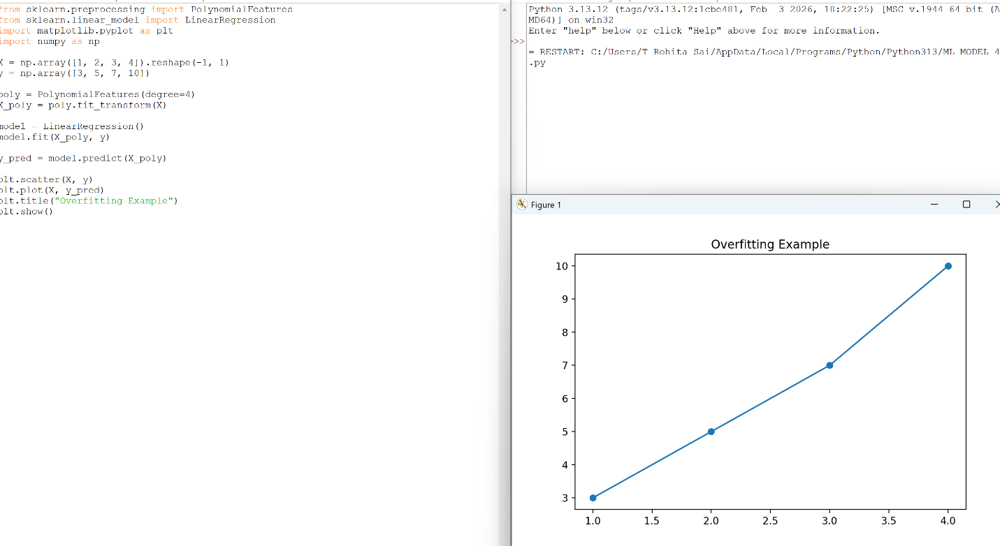 from sklearn.preprocessing import PolynomialFeatures
from sklearn.linear_model import LinearRegression
import matplotlib.pyplot as plt
import numpy as np
X = np.array([1, 2, 3, 4]).reshape(-1, 1)
y = np.array([3, 5, 7, 10])
poly = PolynomialFeatures(degree=4)
X_poly = poly.fit_transform(X)
model = LinearRegression()
model.fit(X_poly, y)
y_pred = model.predict(X_poly)
plt.scatter(X, y)
plt.plot(X, y_pred)
plt.title("Overfitting Example")
plt.show()
Python 3.13.12 (tags/v3.13.12:1cbe481, Feb  3 2026, 18:22:25) [MSC v.1944 64 bit (A
MD64)] on win32
Enter "help" below or click "Help" above for more information.
>>>
= RESTART: C:/Users/T Rohita Sai/AppData/Local/Programs/Python/Python313/ML MODEL 4
.py
Figure 1
Overfitting Example
10
9
8
7
6
5
4
3
1.0 1.5 2.0 2.5 3.0 3.5 4.0